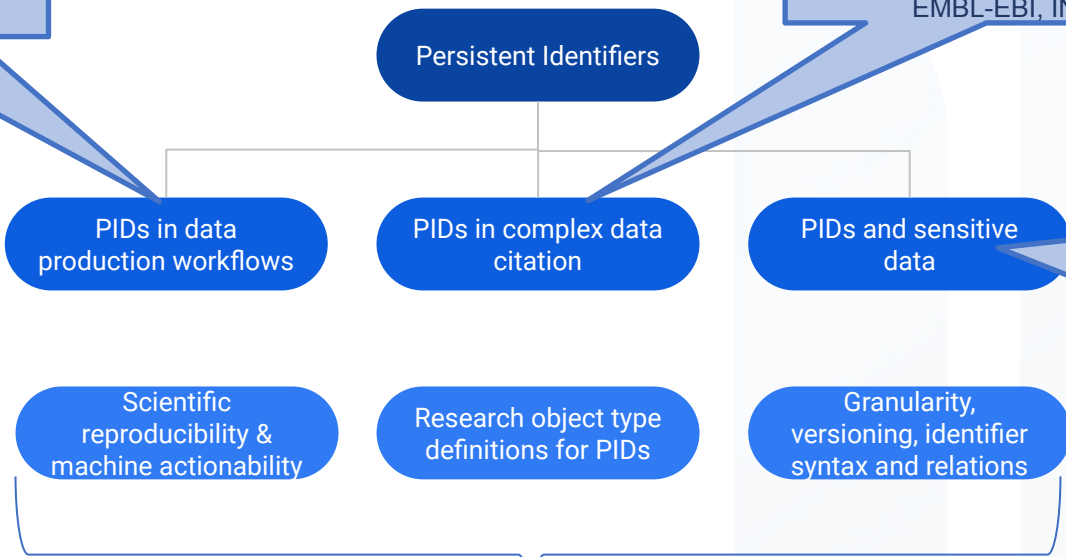 EMBL-EBI,
Persistent Identifiers
PIDs in data
production workflows
PIDs in complex data
citation
PIDs and sensitive
data
Scientific
reproducibility &
machine actionability
Research object type
definitions for PIDs
Granularity,
versioning, identifier
syntax and relations